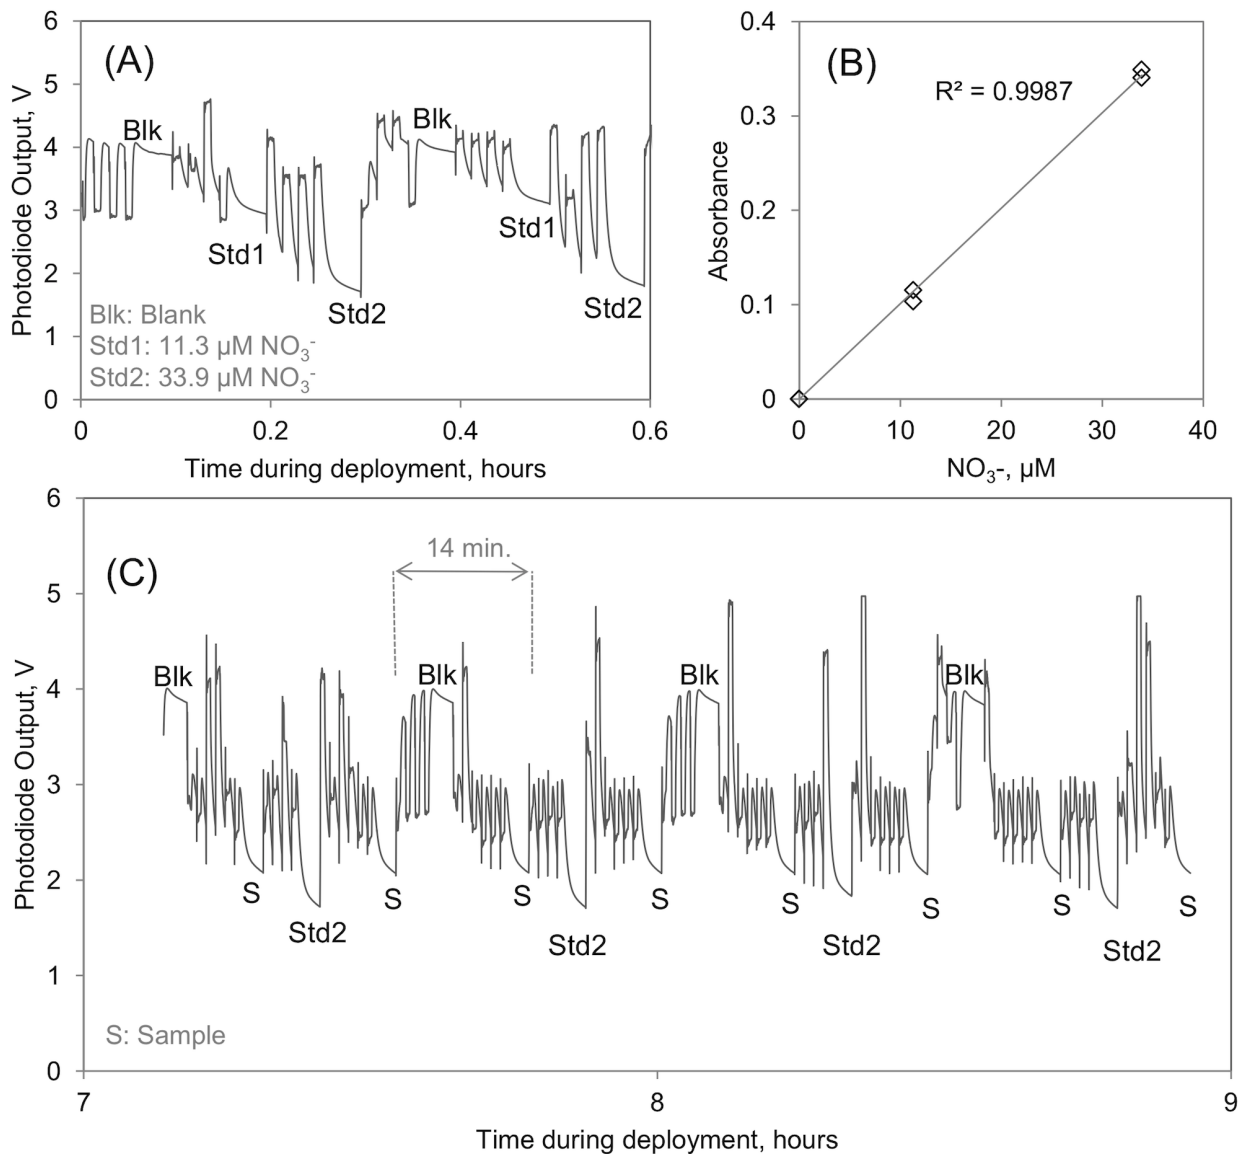 6
5
4
3
2
1
0
Photodiode Output, V
(A)
Blk
Std1
Std2
Blk
Std1
Std2
Blk: Blank
Std1: 11.3 µM NO₃⁻
Std2: 33.9 µM NO₃⁻
0
0.2
0.4
0.6
Time during deployment, hours
0.4
0.3
0.2
0.1
0
Absorbance
(B)
R² = 0.9987
0
10
20
30
40
NO₃-, µM
6
5
4
3
2
1
0
Photodiode Output, V
(C)
14 min.
Blk
Blk
Blk
Blk
S
Std2
S
S
Std2
S
S
Std2
S
S
Std2
S
S: Sample
7
8
9
Time during deployment, hours